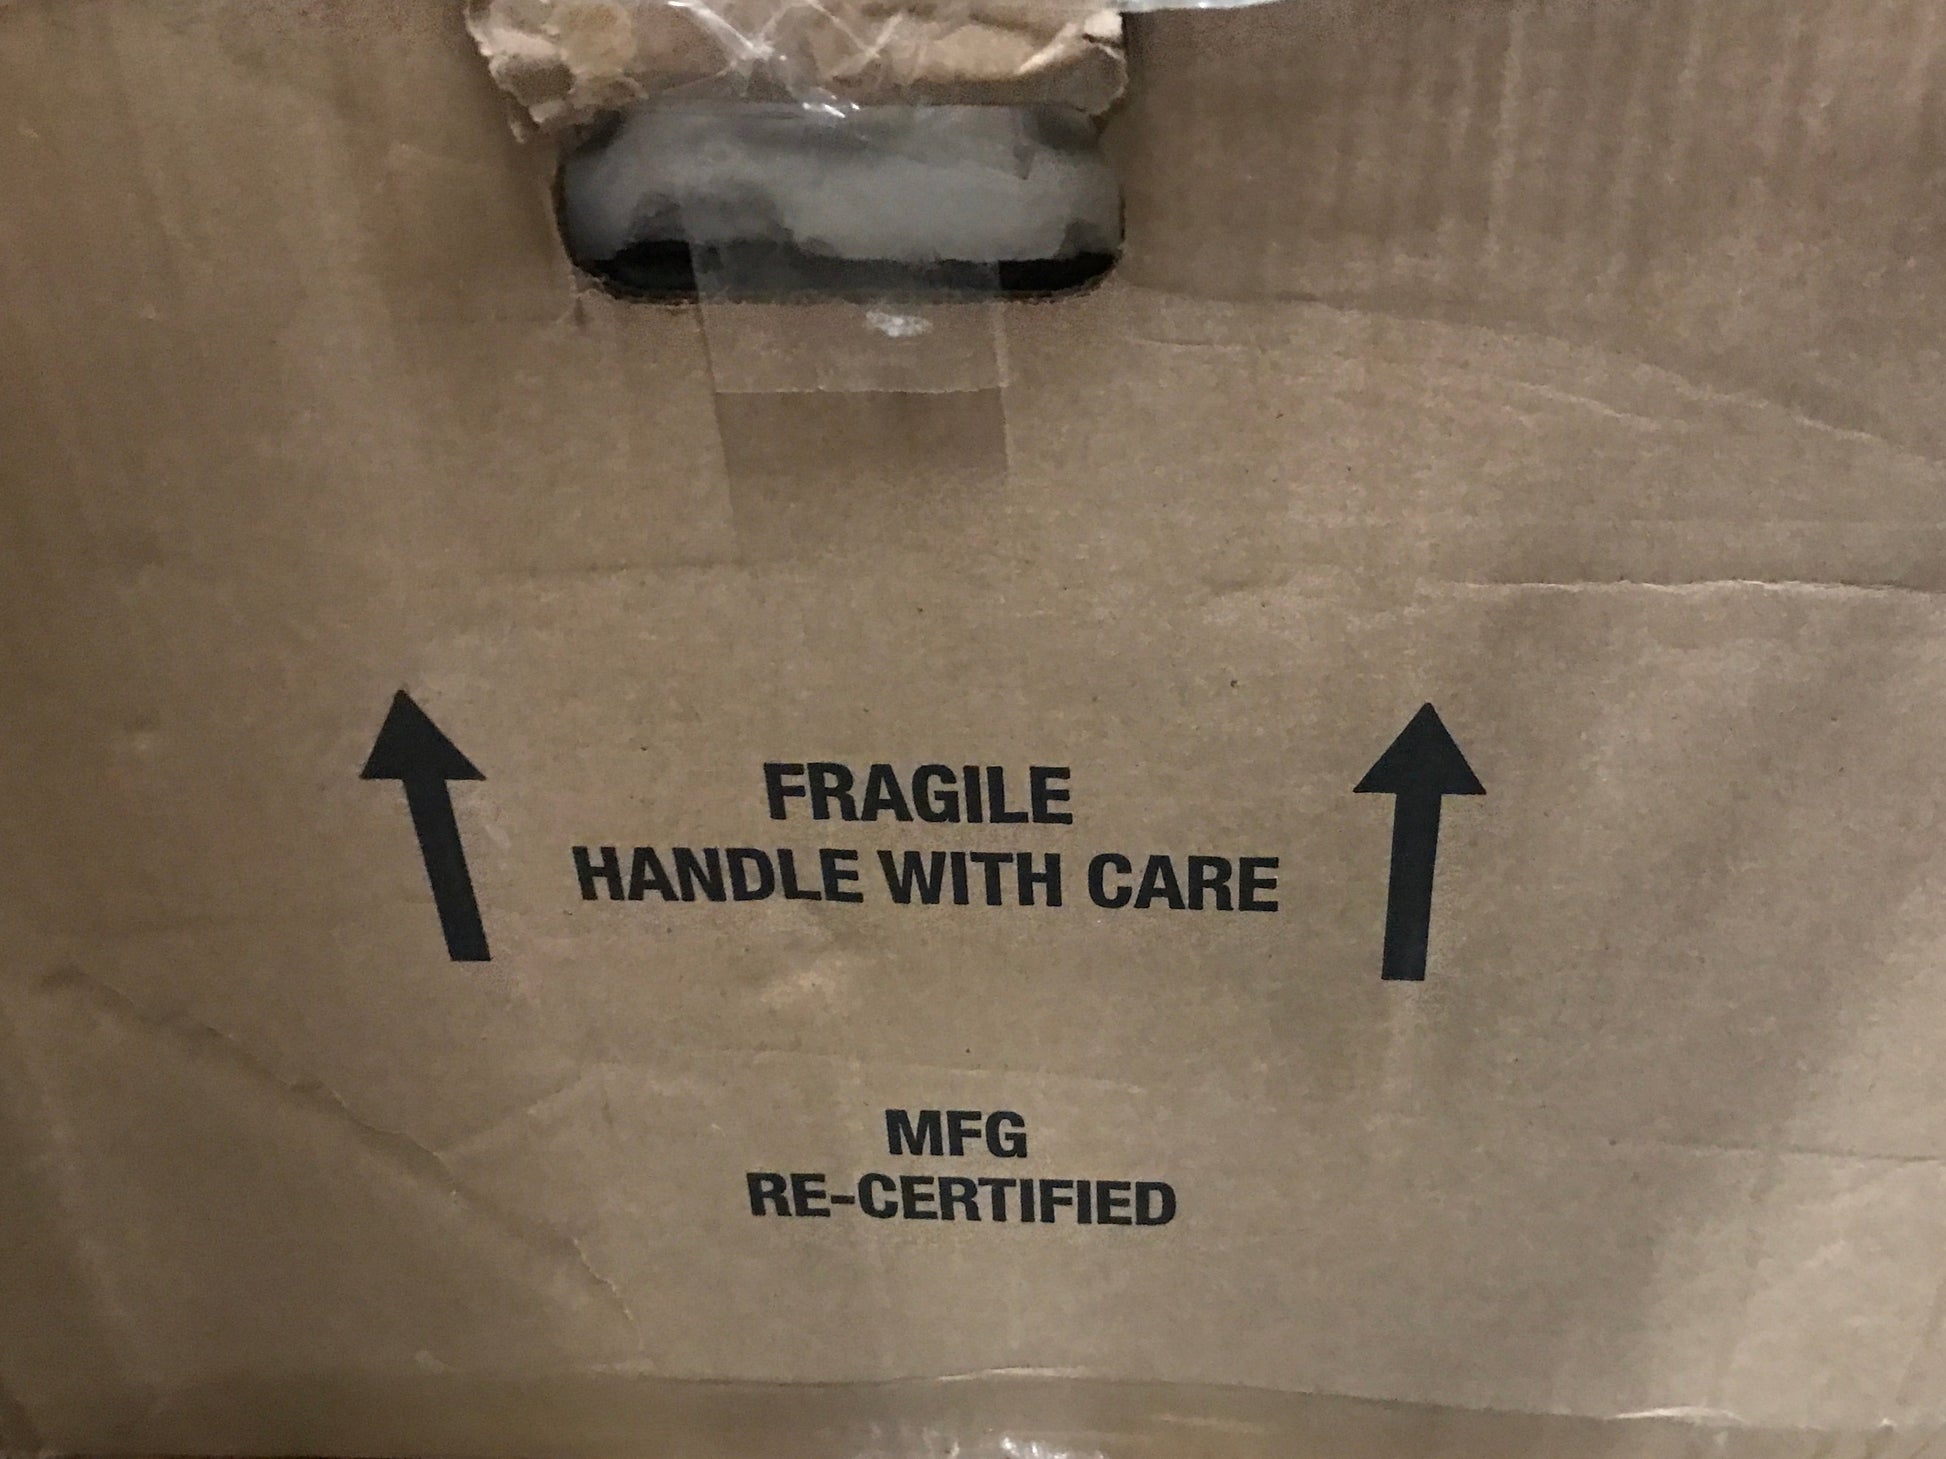 FRAGILE
HANDLE WITH CARE
MFG
RE-CERTIFIED